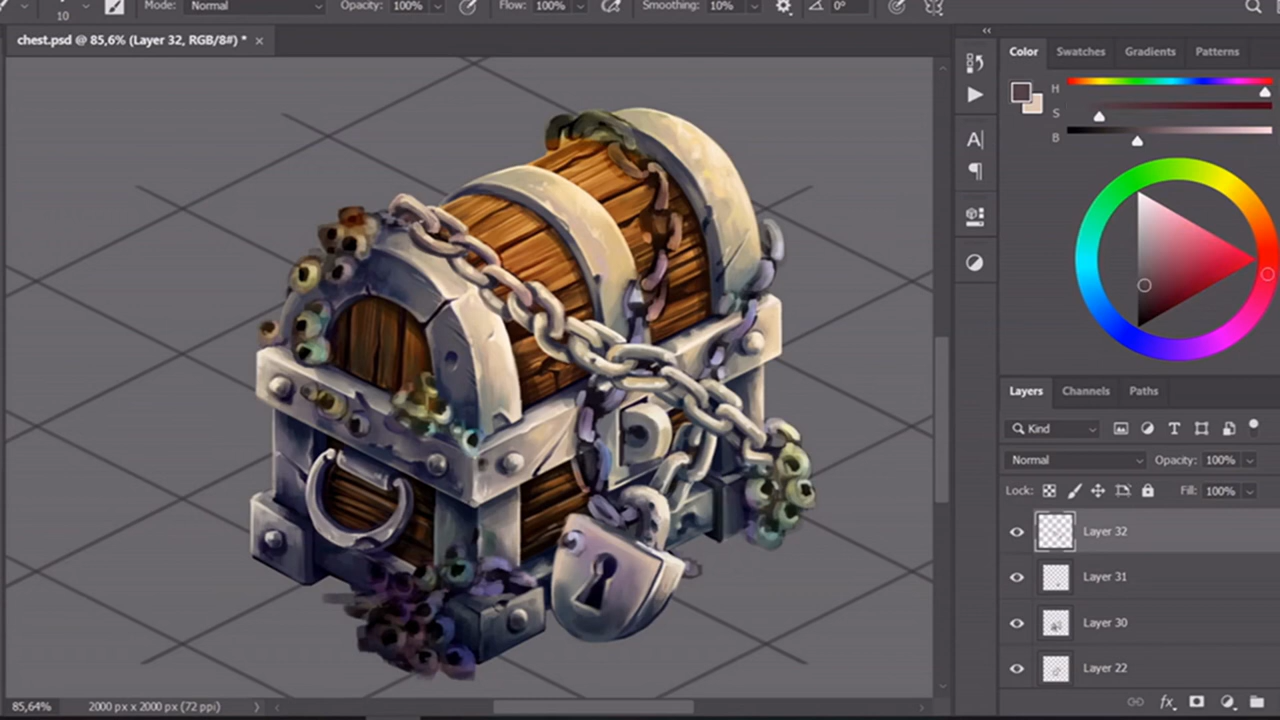 10 Mode: Normal Opacity: 100% Flow: 100% Smoothing: 10% 0°
chest.psd @ 85,6% (Layer 32, RGB/8#) * ×
Color Swatches Gradients Patterns
H
S
B
A
Layers Channels Paths
Kind
Normal Opacity: 100%
Lock: Fill: 100%
Layer 32
Layer 31
Layer 30
Layer 22
fx
85,64% 2000 px x 2000 px (72 ppi)